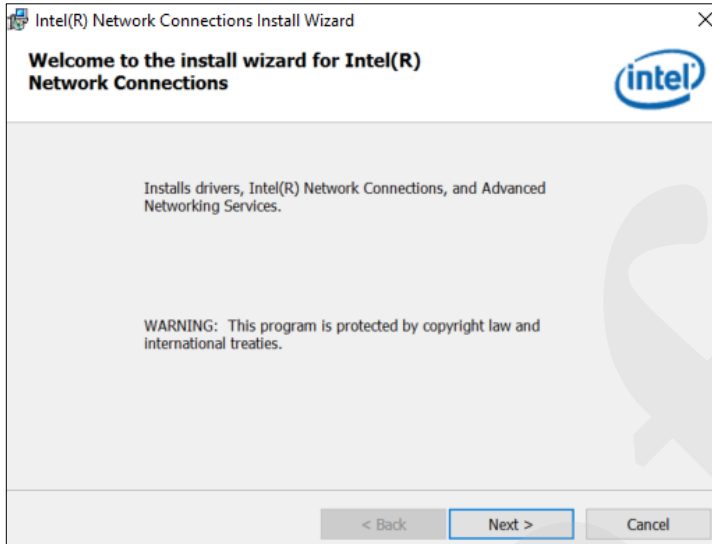 Intel(R) Network Connections Install Wizard
Welcome to the install wizard for Intel(R)
Network Connections
intel
Installs drivers, Intel(R) Network Connections, and Advanced
Networking Services.
WARNING:  This program is protected by copyright law and
international treaties.
< Back
Next >
Cancel